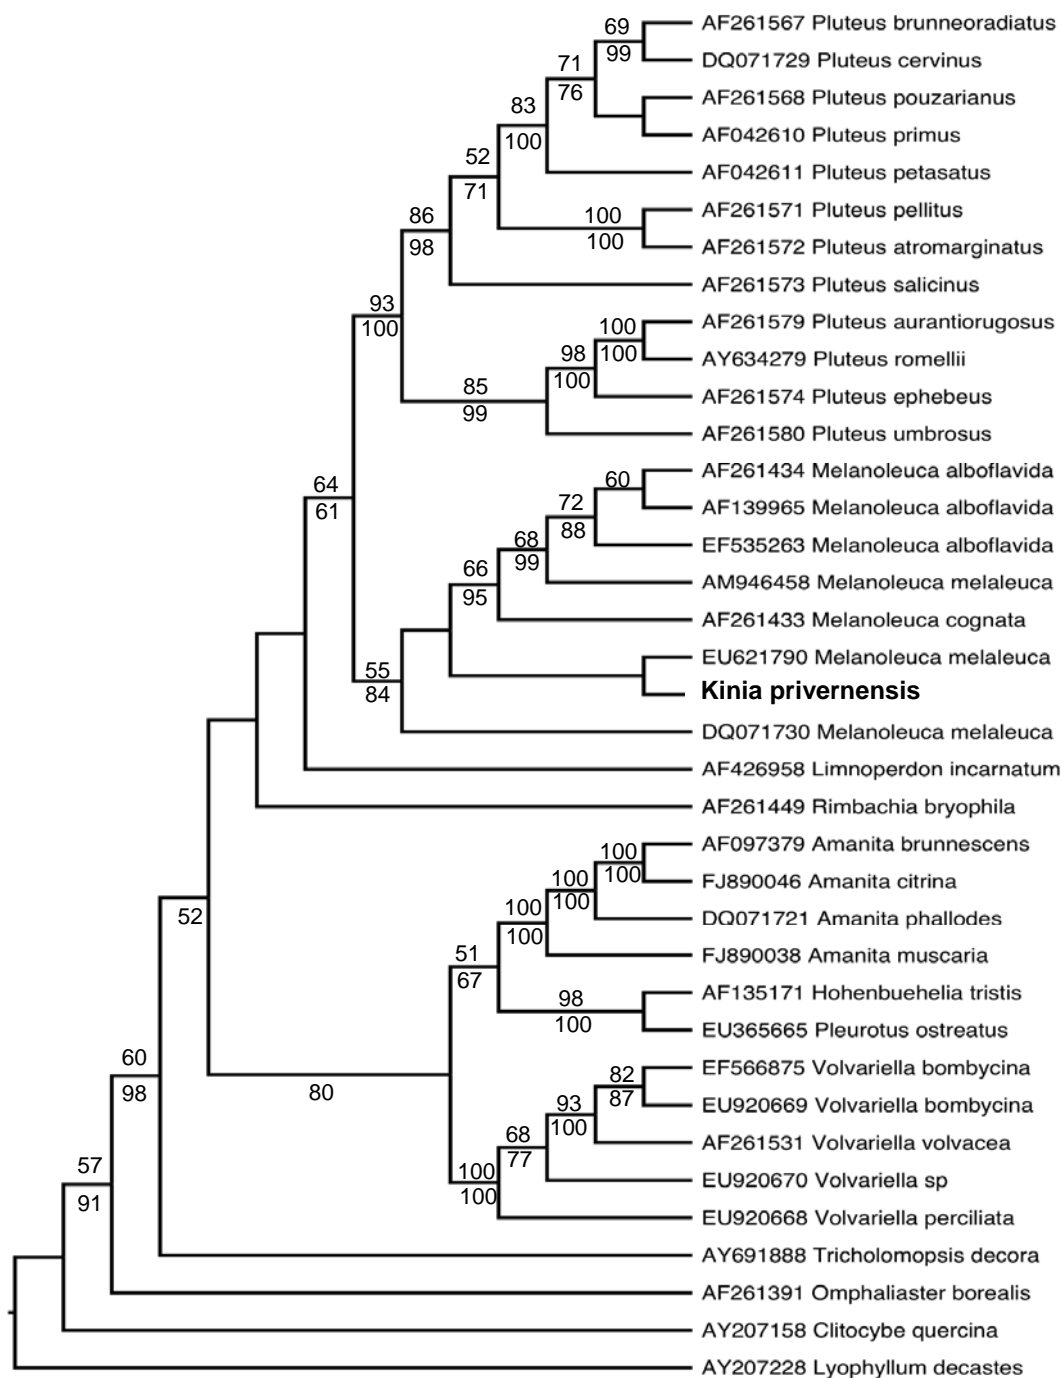 69
AF261567 Pluteus brunneoradiatus
99
DQ071729 Pluteus cervinus
71
76
AF261568 Pluteus pouzarianus
83
100
AF042610 Pluteus primus
52
71
AF042611 Pluteus petasatus
86
98
100
100
AF261571 Pluteus pellitus
AF261572 Pluteus atromarginatus
AF261573 Pluteus salicinus
93
100
100
100
AF261579 Pluteus aurantiorugosus
98
100
AY634279 Pluteus romellii
85
99
AF261574 Pluteus ephebeus
AF261580 Pluteus umbrosus
64
61
60
AF261434 Melanoleuca alboflavida
72
88
AF139965 Melanoleuca alboflavida
68
99
EF535263 Melanoleuca alboflavida
66
95
AM946458 Melanoleuca melaleuca
AF261433 Melanoleuca cognata
EU621790 Melanoleuca melaleuca
55
84
Kinia privernensis
DQ071730 Melanoleuca melaleuca
AF426958 Limnoperdon incarnatum
AF261449 Rimbachia bryophila
100
100
AF097379 Amanita brunnescens
100
100
FJ890046 Amanita citrina
52
100
100
DQ071721 Amanita phallodes
51
67
FJ890038 Amanita muscaria
98
100
AF135171 Hohenbuehelia tristis
EU365665 Pleurotus ostreatus
60
98
80
82
87
EF566875 Volvariella bombycina
93
100
EU920669 Volvariella bombycina
68
77
AF261531 Volvariella volvacea
57
91
100
100
EU920670 Volvariella sp
EU920668 Volvariella perciliata
AY691888 Tricholomopsis decora
AF261391 Omphaliaster borealis
AY207158 Clitocybe quercina
AY207228 Lyophyllum decastes